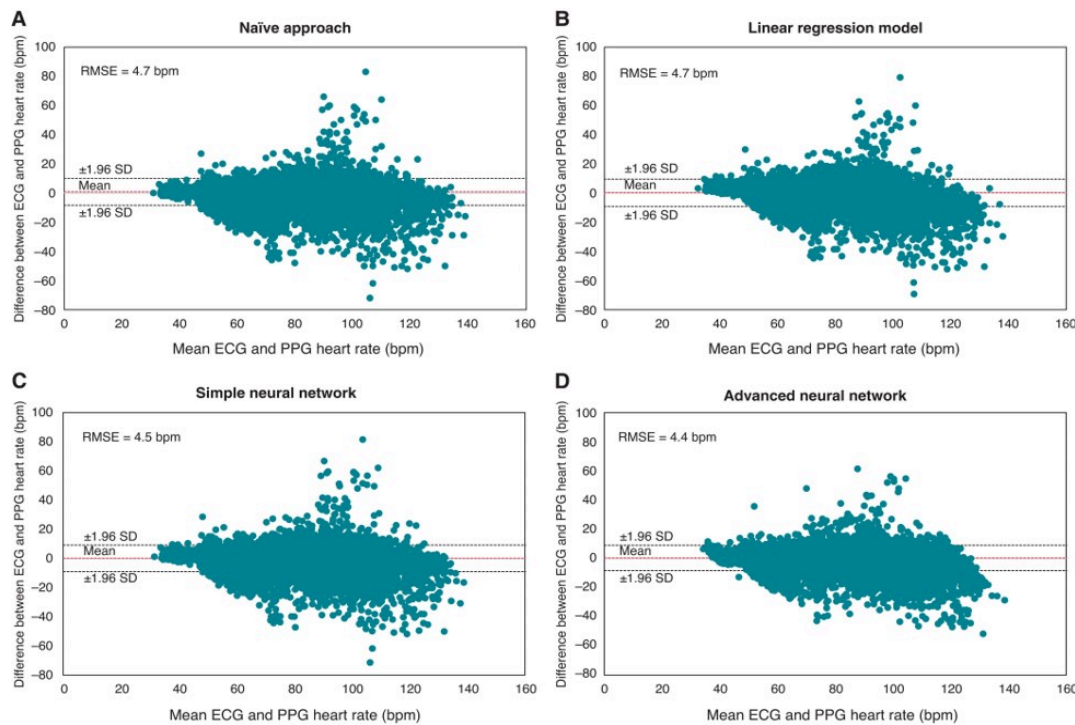 A
Naïve approach
Difference between ECG and PPG heart rate (bpm)
100
80
60
40
20
0
–20
–40
–60
–80
RMSE = 4.7 bpm
±1.96 SD
Mean
±1.96 SD
0
20
40
60
80
100
120
140
160
Mean ECG and PPG heart rate (bpm)
B
Linear regression model
Difference between ECG and PPG heart rate (bpm)
100
80
60
40
20
0
–20
–40
–60
–80
RMSE = 4.7 bpm
±1.96 SD
Mean
±1.96 SD
0
20
40
60
80
100
120
140
160
Mean ECG and PPG heart rate (bpm)
C
Simple neural network
Difference between ECG and PPG heart rate (bpm)
100
80
60
40
20
0
–20
–40
–60
–80
RMSE = 4.5 bpm
±1.96 SD
Mean
±1.96 SD
0
20
40
60
80
100
120
140
160
Mean ECG and PPG heart rate (bpm)
D
Advanced neural network
Difference between ECG and PPG heart rate (bpm)
100
80
60
40
20
0
–20
–40
–60
–80
RMSE = 4.4 bpm
±1.96 SD
Mean
±1.96 SD
0
20
40
60
80
100
120
140
160
Mean ECG and PPG heart rate (bpm)